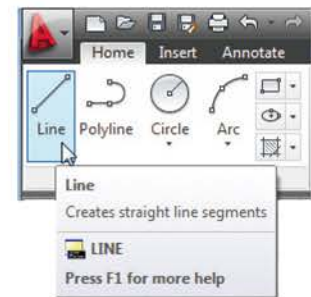 Home Insert Annotate
Line Polyline Circle Arc
Line
Creates straight line segments
LINE
Press F1 for more help